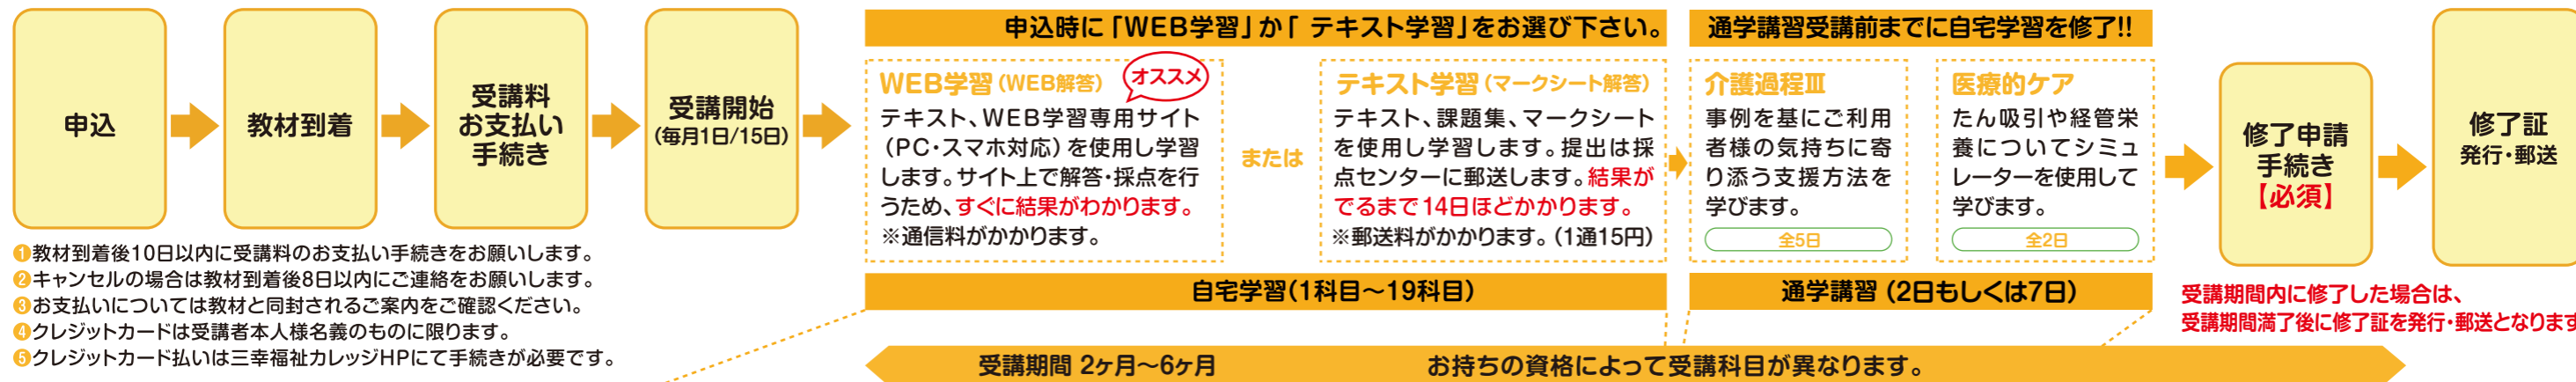 申込
教材到着
受講料
お支払い
手続き
受講開始
(毎月1日/15日)
申込時に「WEB学習」か「 テキスト学習」をお選び下さい。
WEB学習(WEB解答)
オススメ
テキスト、WEB学習専用サイト
(PC・スマホ対応)を使用し学習
します。サイト上で解答・採点を行
うため、すぐに結果がわかります。
※通信料がかかります。
または
テキスト学習(マークシート解答)
テキスト、課題集、マークシート
を使用し学習します。提出は採
点センターに郵送します。結果が
でるまで14日ほどかかります。
※郵送料がかかります。(1通15円)
自宅学習(1科目～19科目)
通学講習受講前までに自宅学習を修了!!
介護過程Ⅲ
事例を基にご利用
者様の気持ちに寄
り添う支援方法を
学びます。
全5日
医療的ケア
たん吸引や経管栄
養についてシミュ
レーターを使用して
学びます。
全2日
通学講習(2日もしくは7日)
修了申請
手続き
【必須】
修了証
発行・郵送
受講期間内に修了した場合は、
受講期間満了後に修了証を発行・郵送となります
❶教材到着後10日以内に受講料のお支払い手続きをお願いします。
❷キャンセルの場合は教材到着後8日以内にご連絡をお願いします。
❸お支払いについては教材と同封されるご案内をご確認ください。
❹クレジットカードは受講者本人様名義のものに限ります。
❺クレジットカード払いは三幸福祉カレッジHPにて手続きが必要です。
受講期間 2ヶ月～6ヶ月
お持ちの資格によって受講科目が異なります。